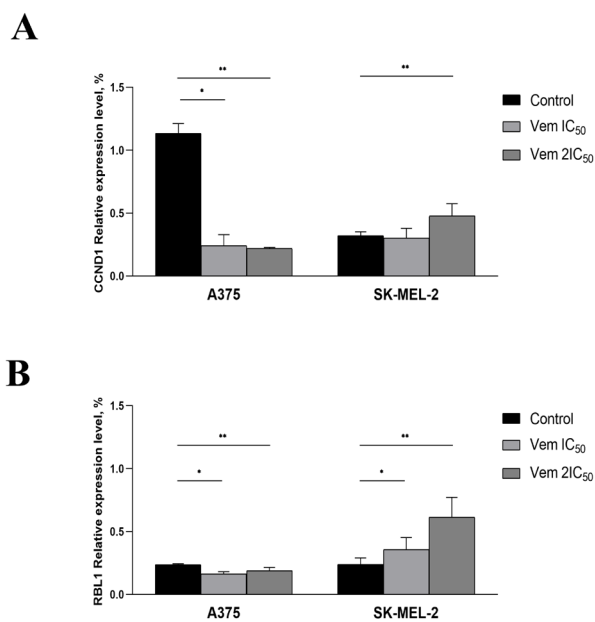 A
CCND1 Relative expression level, %
1.5
1.0
0.5
0.0
**
*
**
A375
SK-MEL-2
Control
Vem IC50
Vem 2IC50
B
RBL1 Relative expression level, %
1.5
1.0
0.5
0.0
**
*
**
*
A375
SK-MEL-2
Control
Vem IC50
Vem 2IC50